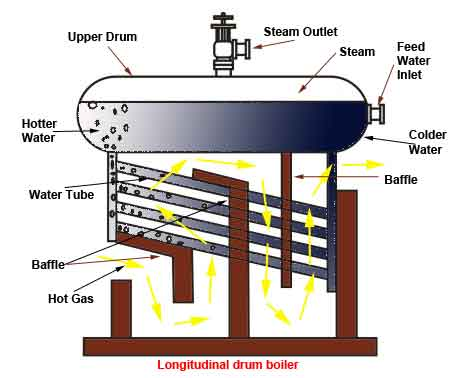 Upper Drum
Steam Outlet
Steam
Feed
Water
Inlet
Hotter
Water
Colder
Water
Water Tube
Baffle
Baffle
Hot Gas
Longitudinal drum boiler